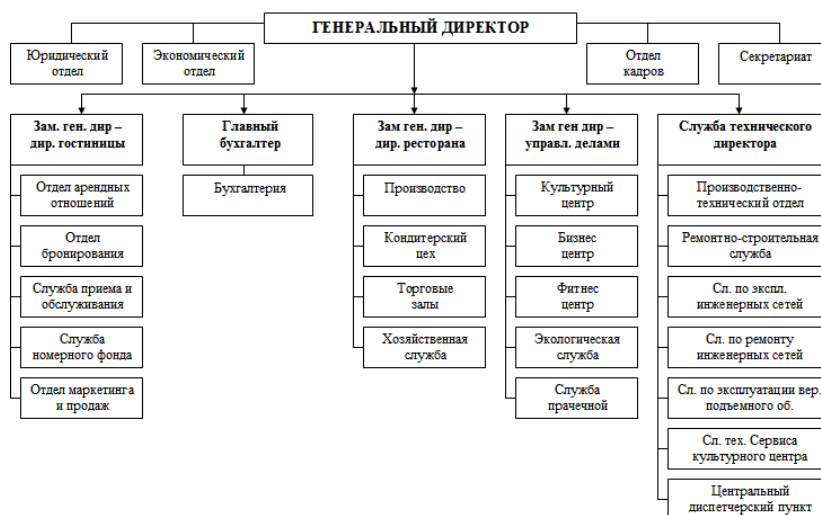 ГЕНЕРАЛЬНЫЙ ДИРЕКТОР
Юридический
отдел
Экономический
отдел
Отдел
кадров
Секретариат
Зам. ген. дир –
дир. гостиницы
Главный
бухгалтер
Зам ген. дир –
дир. ресторана
Зам ген дир –
управл. делами
Служба технического
директора
Отдел арендных
отношений
Отдел
бронирования
Служба приема и
обслуживания
Служба
номерного фонда
Отдел маркетинга
и продаж
Бухгалтерия
Производство
Кондитерский
цех
Торговые
залы
Хозяйственная
служба
Культурный
центр
Бизнес
центр
Фитнес
центр
Экологическая
служба
Служба
прачечной
Производственно-
технический отдел
Ремонтно-строительная
служба
Сл. по экспл.
инженерных сетей
Сл. по ремонту
инженерных сетей
Сл. по эксплуатации вер.
подъемного об.
Сл. тех. Сервиса
культурного центра
Центральный
диспетчерский пункт